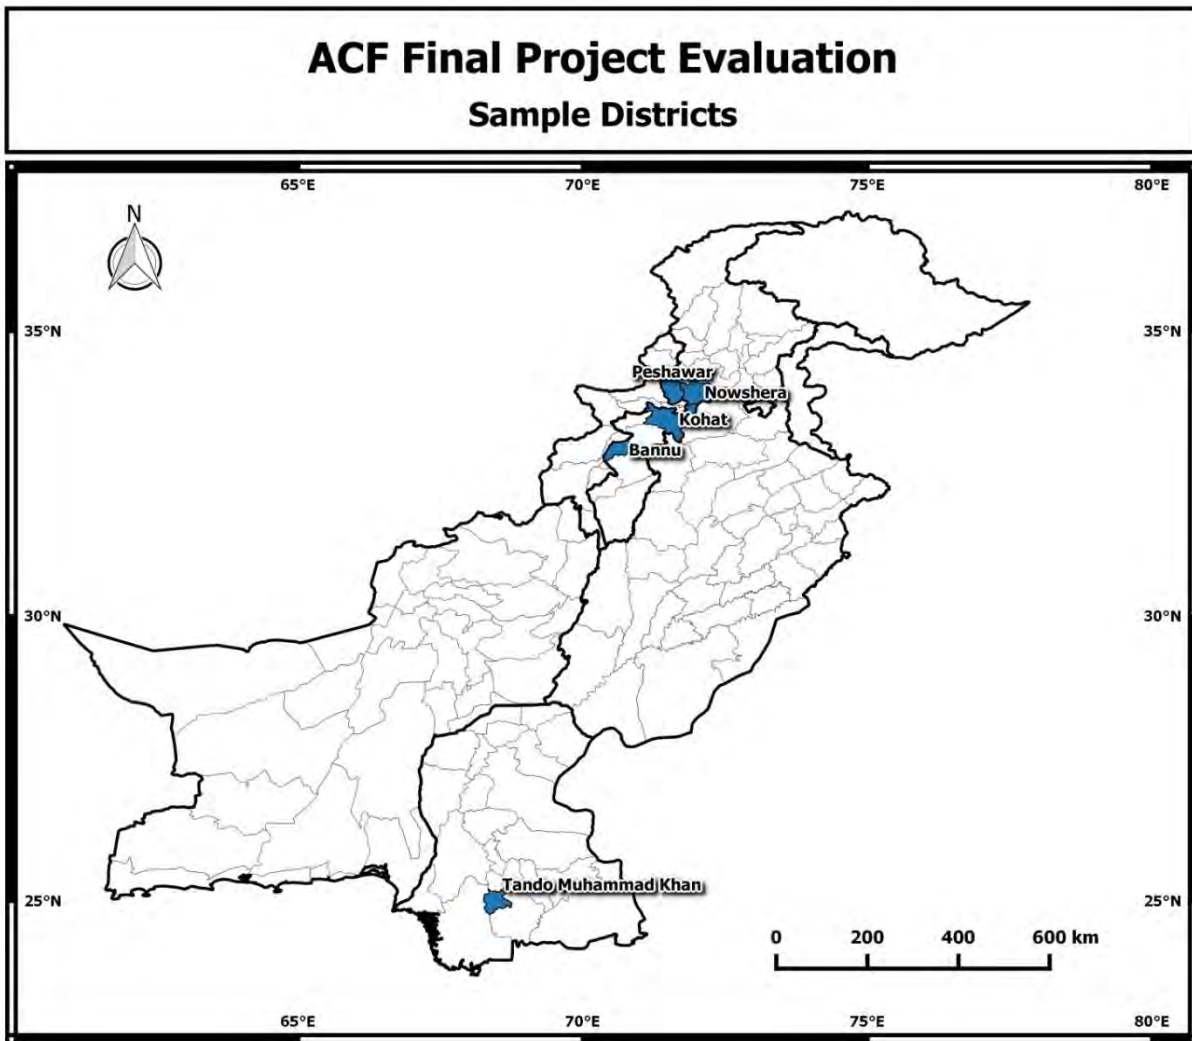 ACF Final Project Evaluation
Sample Districts
65°E 70°E 75°E 80°E
N
35°N 35°N
Peshawar
Nowshera
Kohat
Bannu
30°N 30°N
Tando Muhammad Khan
25°N 25°N
0 200 400 600 km
65°E 70°E 75°E 80°E